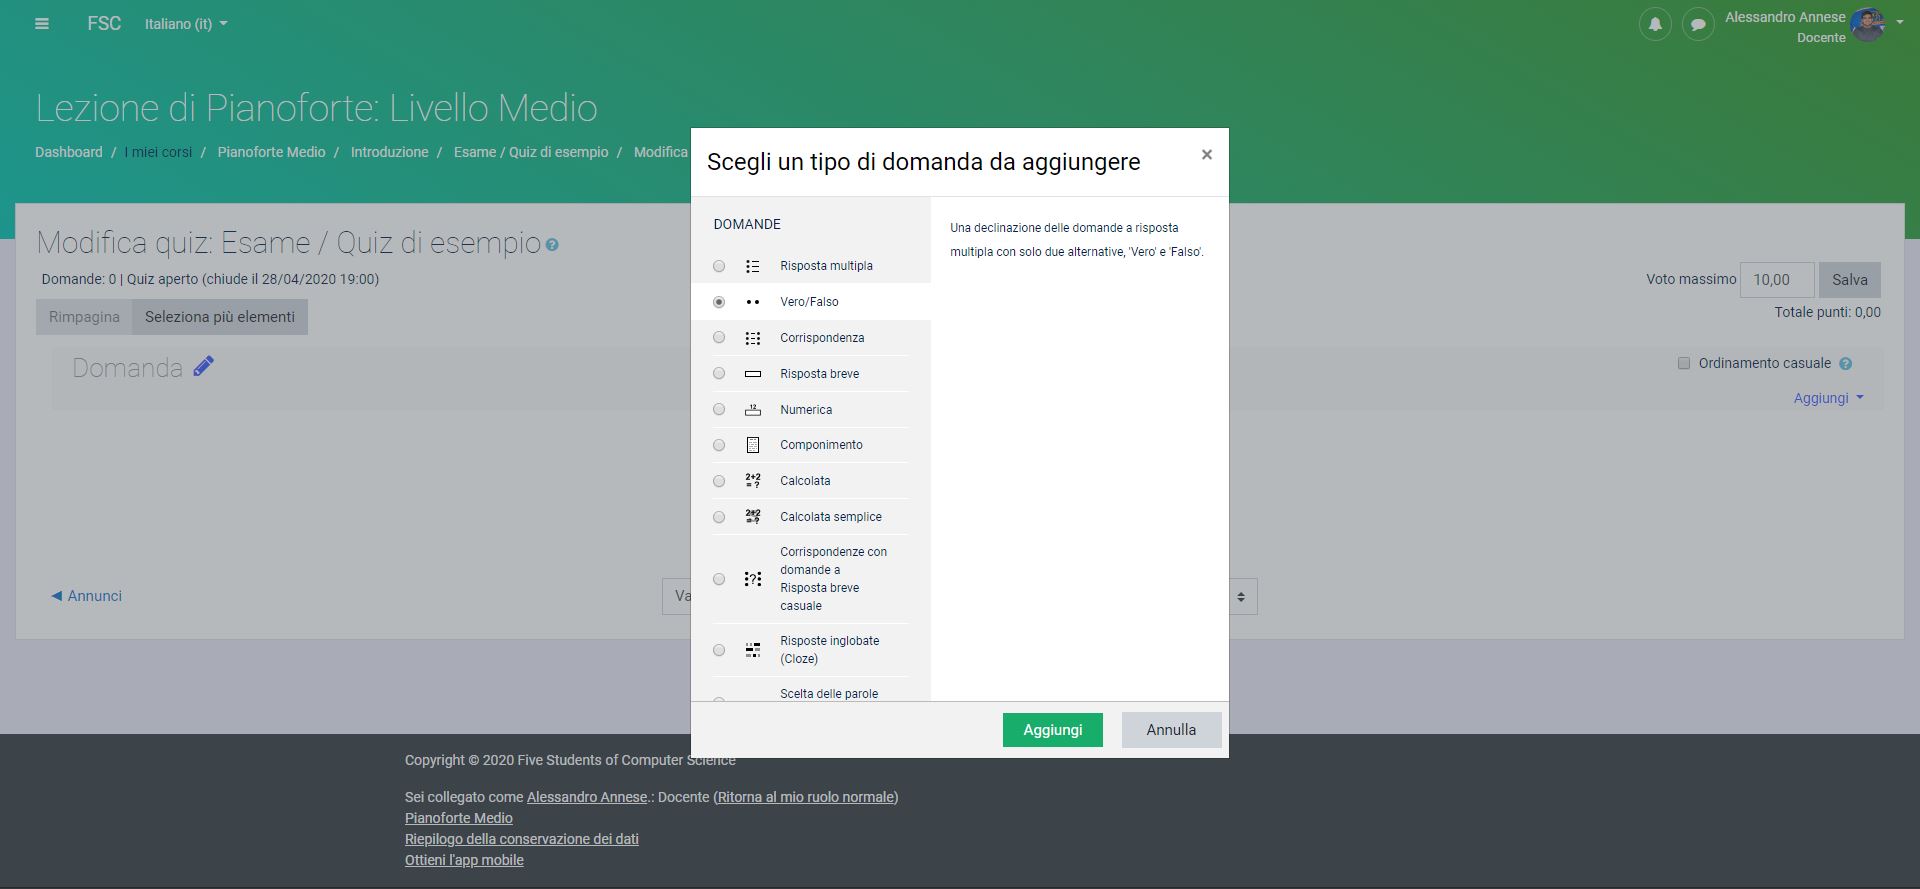 FSC
Italiano (it)
Alessandro Annese
Docente
Lezione di Pianoforte: Livello Medio
Dashboard / I miei corsi / Pianoforte Medio / Introduzione / Esame / Quiz di esempio / Modifica
Scegli un tipo di domanda da aggiungere
×
DOMANDE
Risposta multipla
Vero/Falso
Corrispondenza
Risposta breve
12
Numerica
Componimento
2+2
= ?
Calcolata
2+2
= ?
Calcolata semplice
?
Corrispondenze con
domande a
Risposta breve
casuale
Risposte inglobate
(Cloze)
Scelta delle parole
Una declinazione delle domande a risposta
multipla con solo due alternative, 'Vero' e 'Falso'.
Aggiungi
Annulla
Modifica quiz: Esame / Quiz di esempio ?
Domande: 0 | Quiz aperto (chiude il 28/04/2020 19:00)
Voto massimo 10,00 Salva
Rimpagina
Seleziona più elementi
Totale punti: 0,00
Domanda
Ordinamento casuale ?
Aggiungi
◄ Annunci
Va
Copyright © 2020 Five Students of Computer Science
Sei collegato come Alessandro Annese.: Docente (Ritorna al mio ruolo normale)
Pianoforte Medio
Riepilogo della conservazione dei dati
Ottieni l'app mobile